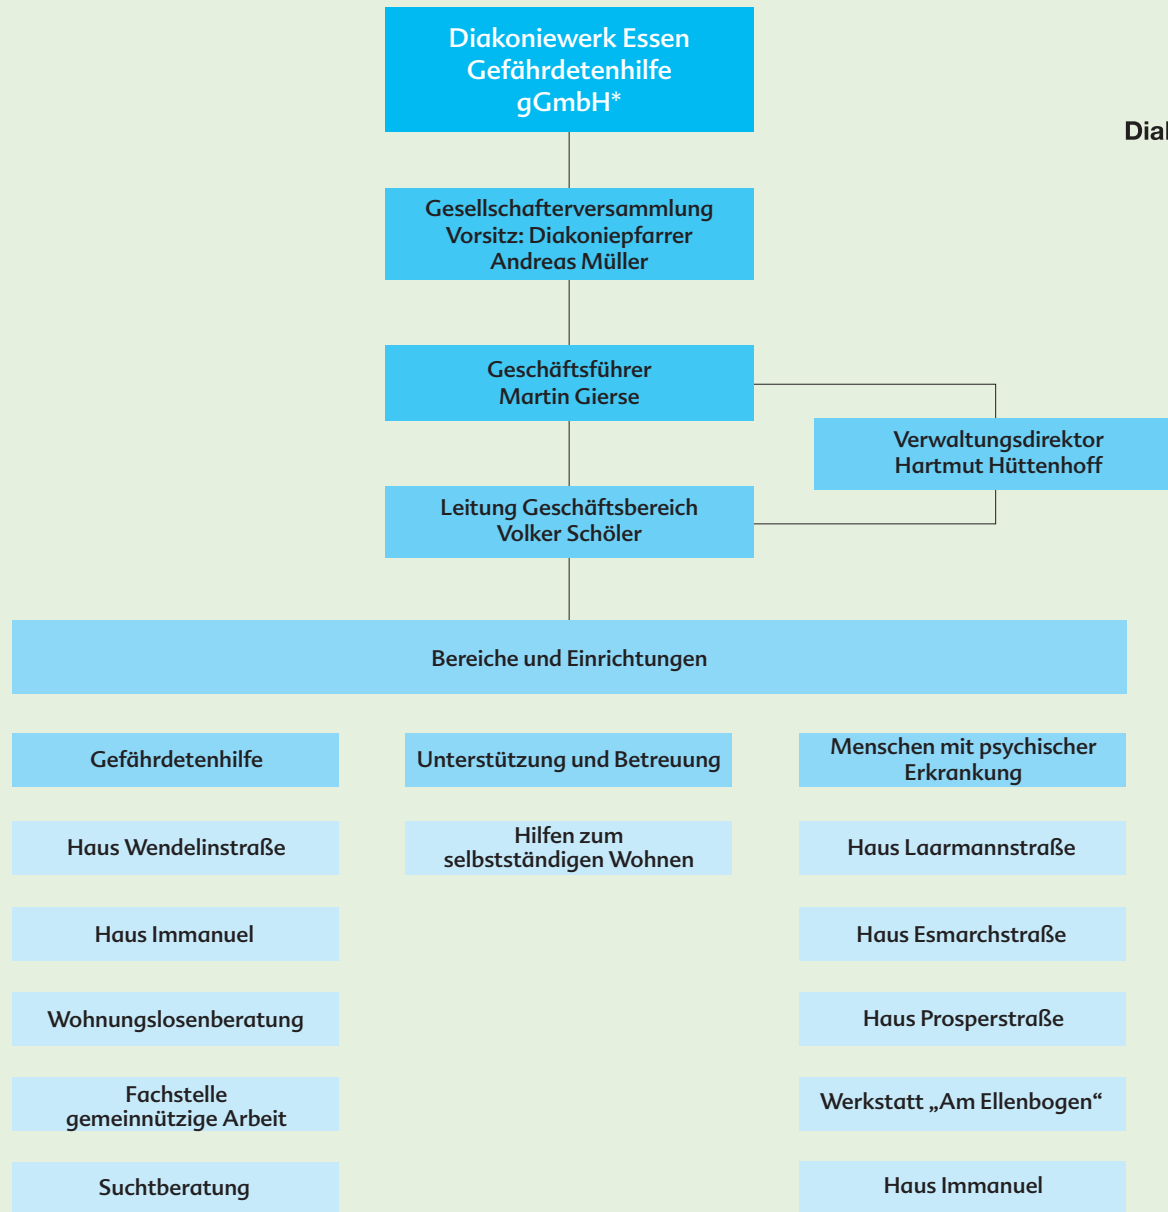 Diakoniewerk Essen
Gefährdetenhilfe
gGmbH*
Gesellschafterversammlung
Vorsitz: Diakoniepfarrer
Andreas Müller
Geschäftsführer
Martin Gierse
Verwaltungsdirektor
Hartmut Hüttenhoff
Leitung Geschäftsbereich
Volker Schöler
Bereiche und Einrichtungen
Gefährdetenhilfe
Haus Wendelinstraße
Haus Immanuel
Wohnungslosenberatung
Fachstelle
gemeinnützige Arbeit
Suchtberatung
Unterstützung und Betreuung
Hilfen zum
selbstständigen Wohnen
Menschen mit psychischer
Erkrankung
Haus Laarmannstraße
Haus Esmarchstraße
Haus Prosperstraße
Werkstatt „Am Ellenbogen“
Haus Immanuel